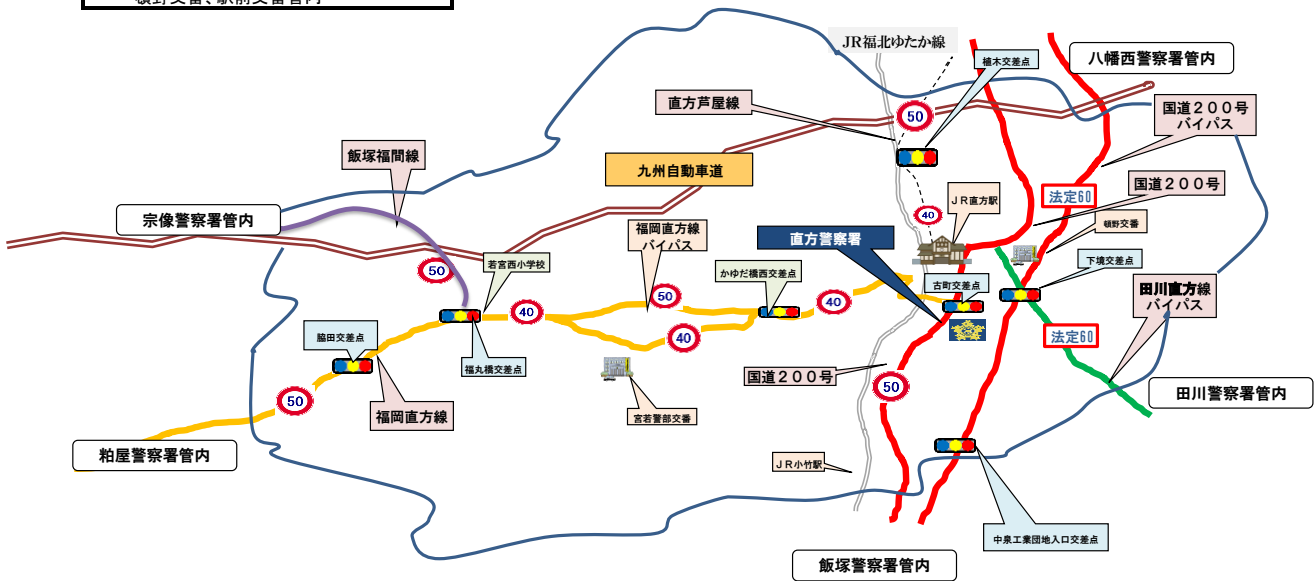 頓野交番、駅前交番管内
JR福北ゆたか線
植木交差点
八幡西警察署管内
直方芦屋線
50
国道200号
バイパス
飯塚福間線
九州自動車道
国道200号
法定60
宗像警察署管内
40
JR直方駅
頓野交番
福岡直方線
バイパス
直方警察署
若宮西小学校
50
かゆだ橋西交差点
下境交差点
古町交差点
田川直方線
バイパス
50
40
40
40
脇田交差点
福丸橋交差点
法定60
国道200号
50
田川警察署管内
50
福岡直方線
宮若警部交番
粕屋警察署管内
JR小竹駅
中泉工業団地入口交差点
飯塚警察署管内